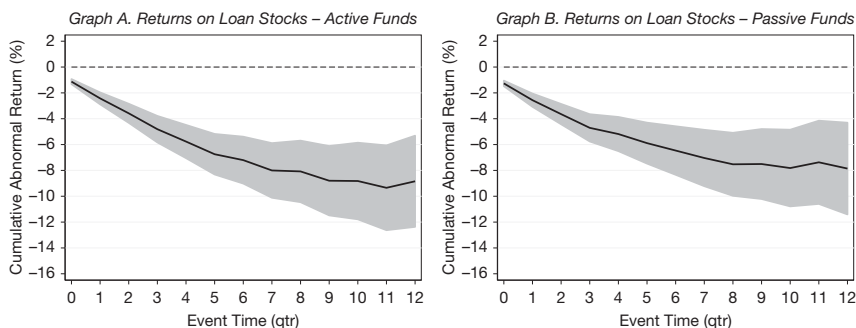 Graph A. Returns on Loan Stocks – Active Funds
Cumulative Abnormal Return (%)
2
0
−2
−4
−6
−8
−10
−12
−14
−16
0 1 2 3 4 5 6 7 8 9 10 11 12
Event Time (qtr)
Graph B. Returns on Loan Stocks – Passive Funds
Cumulative Abnormal Return (%)
2
0
−2
−4
−6
−8
−10
−12
−14
−16
0 1 2 3 4 5 6 7 8 9 10 11 12
Event Time (qtr)